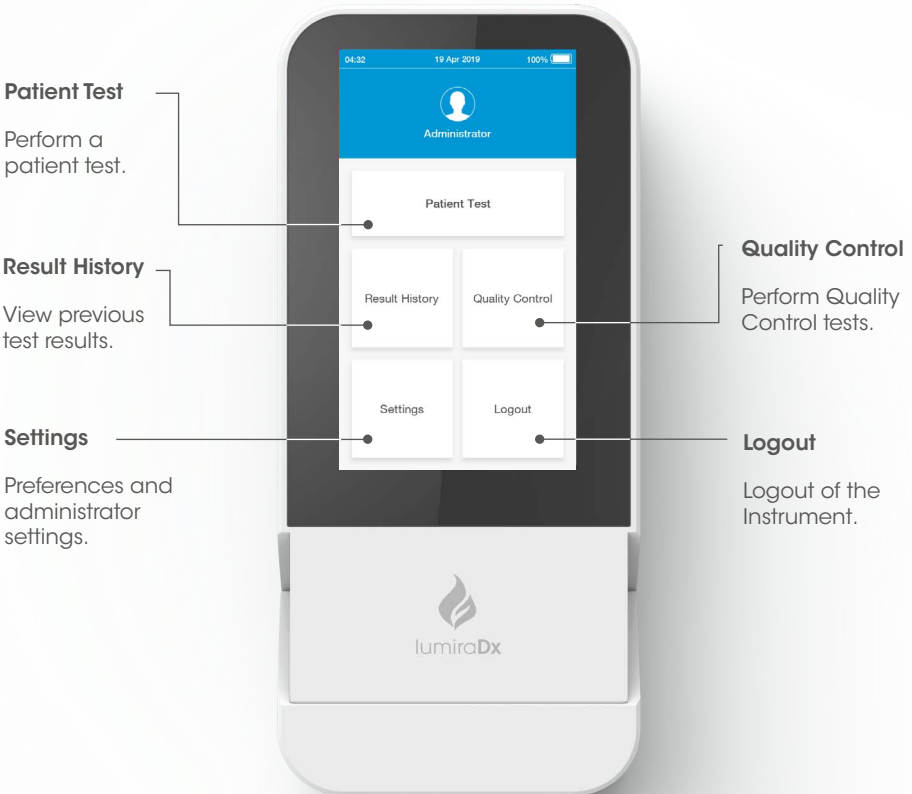 Patient Test
Perform a
patient test.
Result History
View previous
test results.
Settings
Preferences and
administrator
settings.
04:32 19 Apr 2019 100%
Administrator
Patient Test
Result History Quality Control
Settings Logout
lumiraDx
Quality Control
Perform Quality
Control tests.
Logout
Logout of the
Instrument.